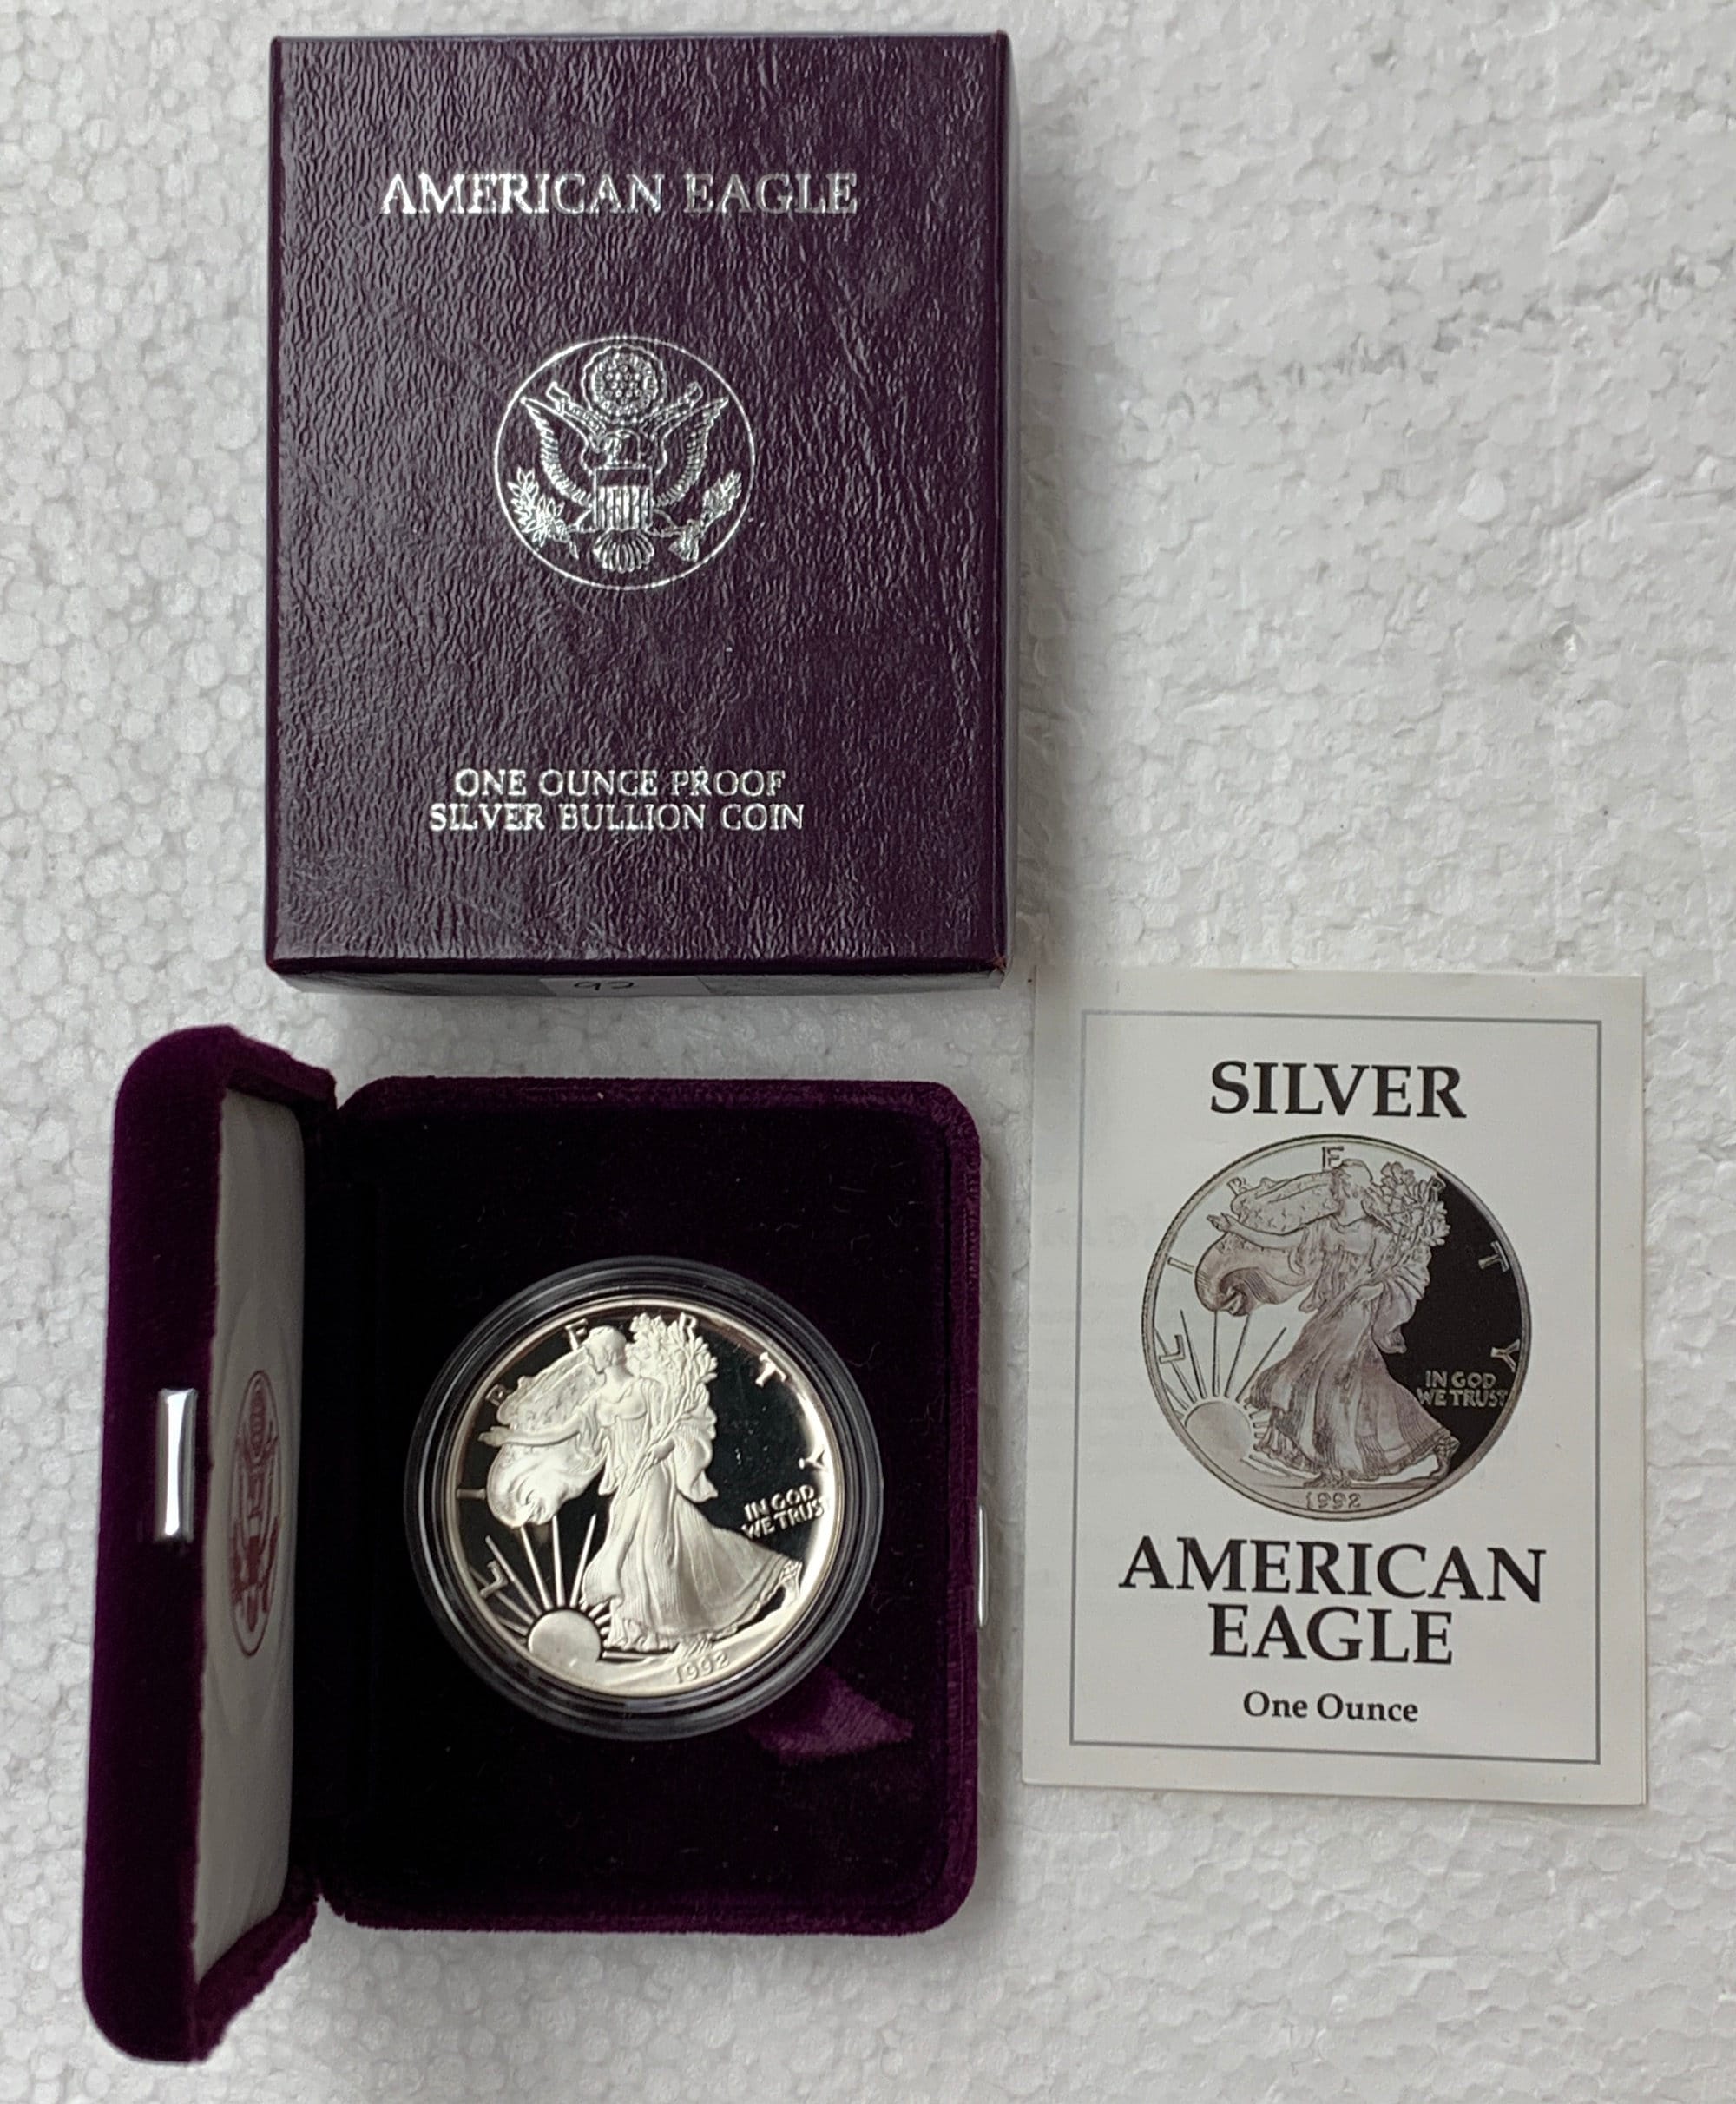 AMERICAN EAGLE
ONE OUNCE PROOF
SILVER BULLION COIN
92
LIBERTY
IN GOD
WE TRUST
1992
SILVER
LIBERTY
IN GOD
WE TRUST
1992
AMERICAN
EAGLE
One Ounce